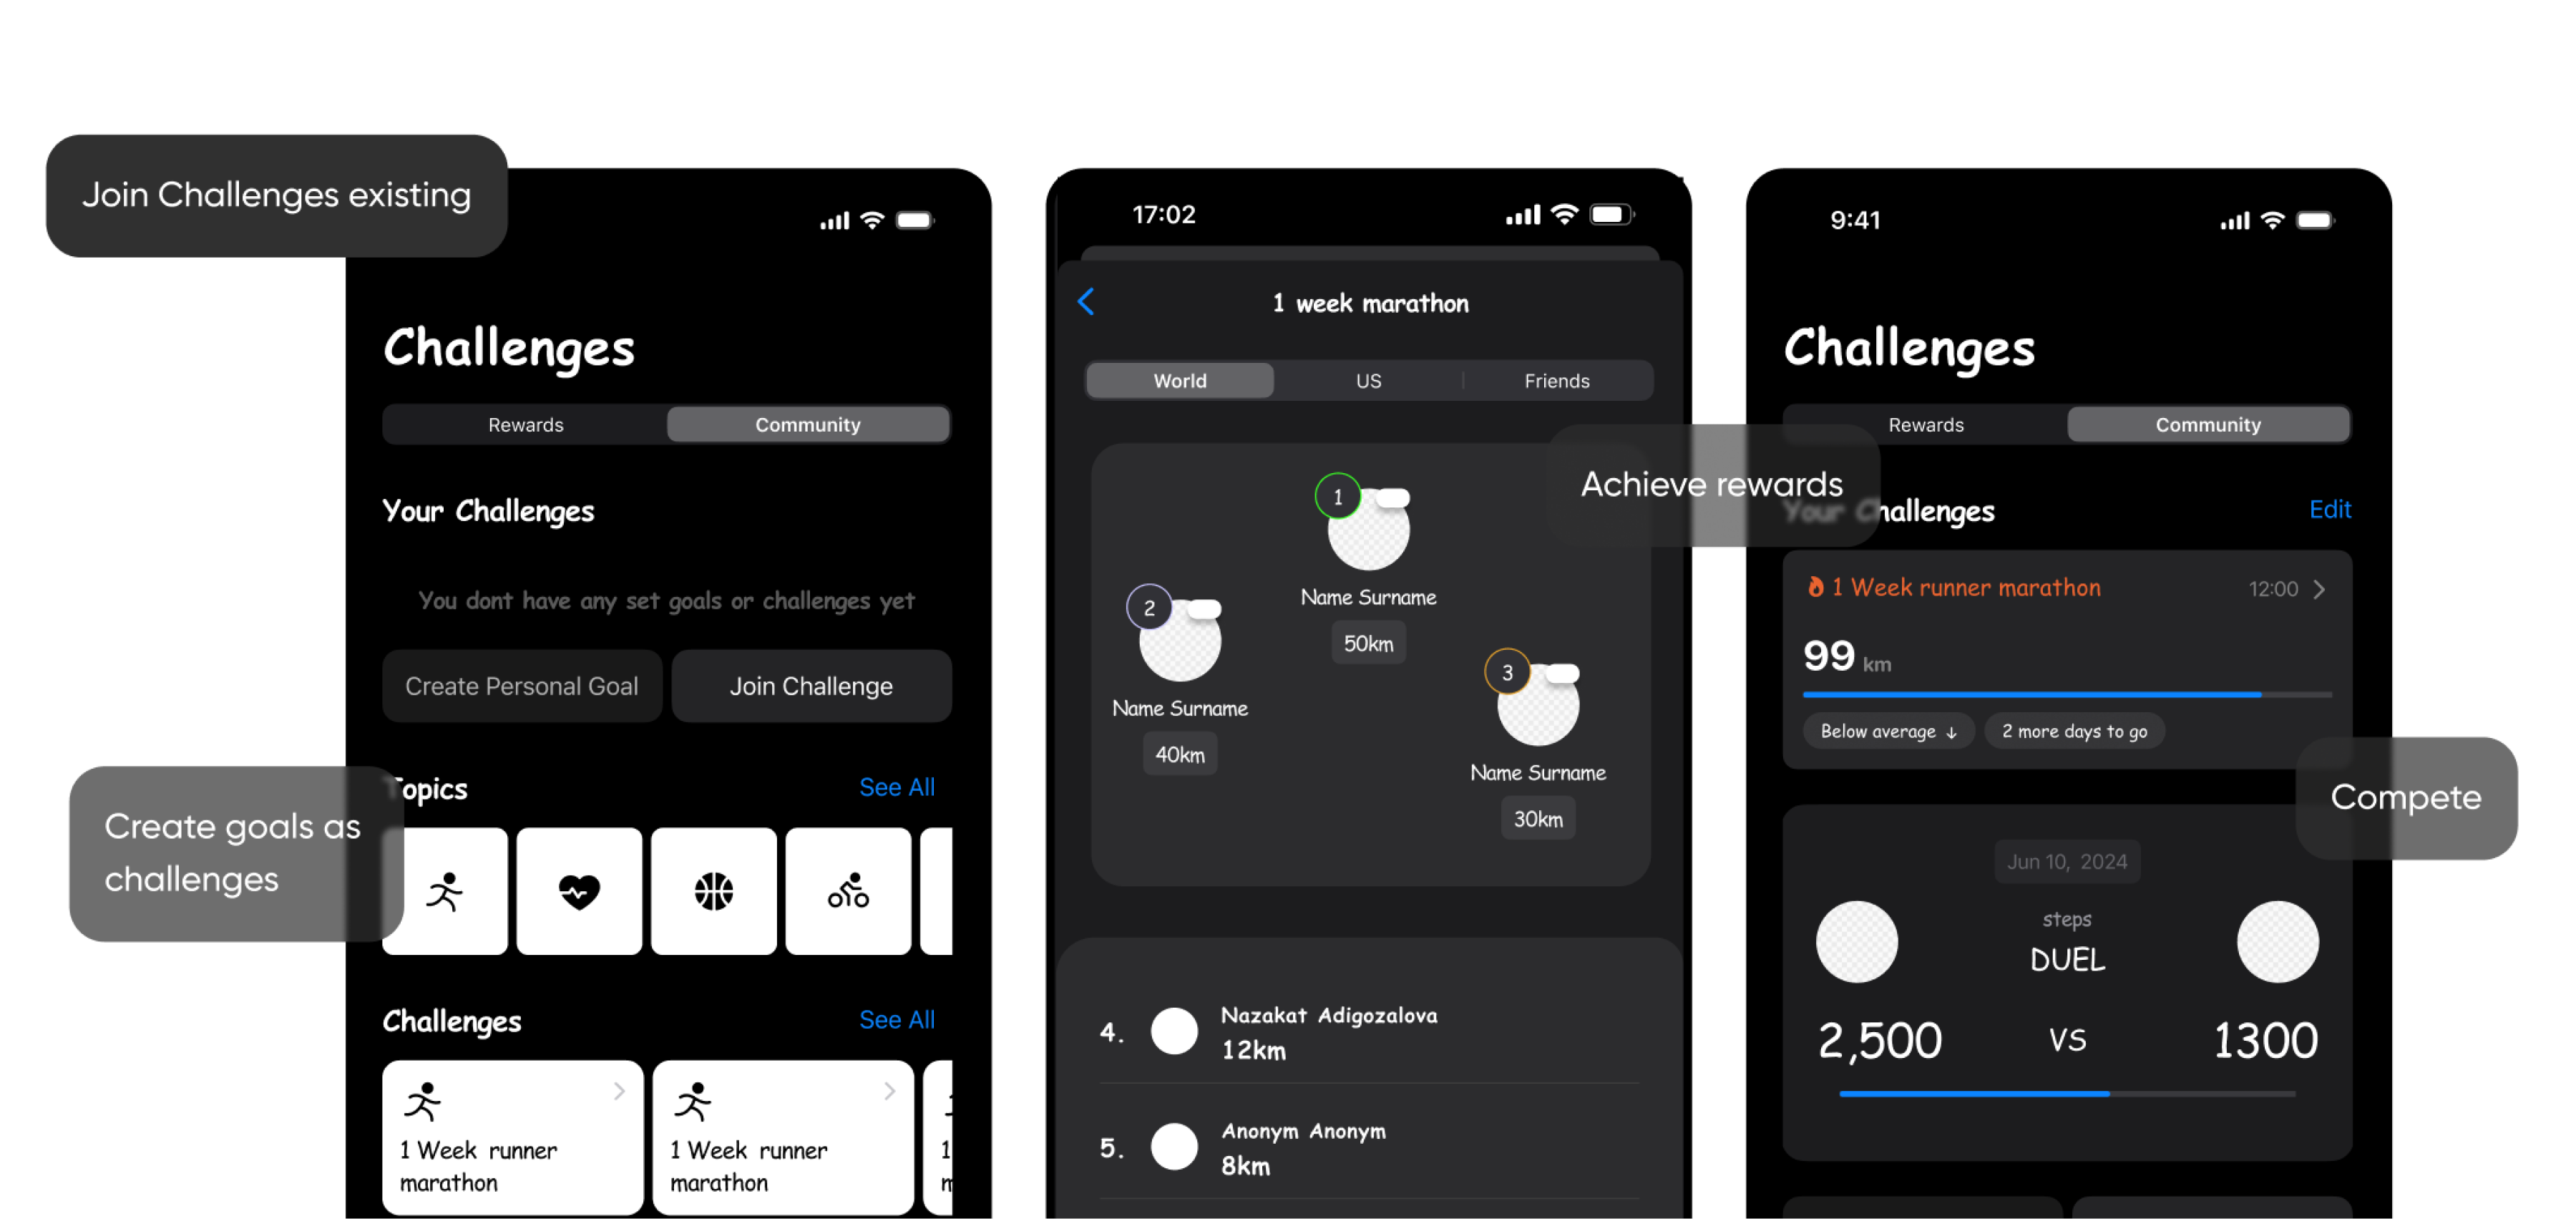 Join Challenges existing
Challenges
Rewards
Community
Your Challenges
You dont have any set goals or challenges yet
Create Personal Goal
Join Challenge
Topics
See All
Create goals as
challenges
Challenges
See All
1 Week runner
marathon
1 Week runner
marathon
1
m
17:02
1 week marathon
World
US
Friends
1
Name Surname
50km
2
Name Surname
40km
3
Name Surname
30km
4.
Nazakat Adigozalova
12km
5.
Anonym Anonym
8km
Achieve rewards
9:41
Challenges
Rewards
Community
Your Challenges
Edit
1 Week runner marathon
12:00
99 km
Below average ↓
2 more days to go
Compete
Jun 10, 2024
steps
DUEL
2,500
VS
1300